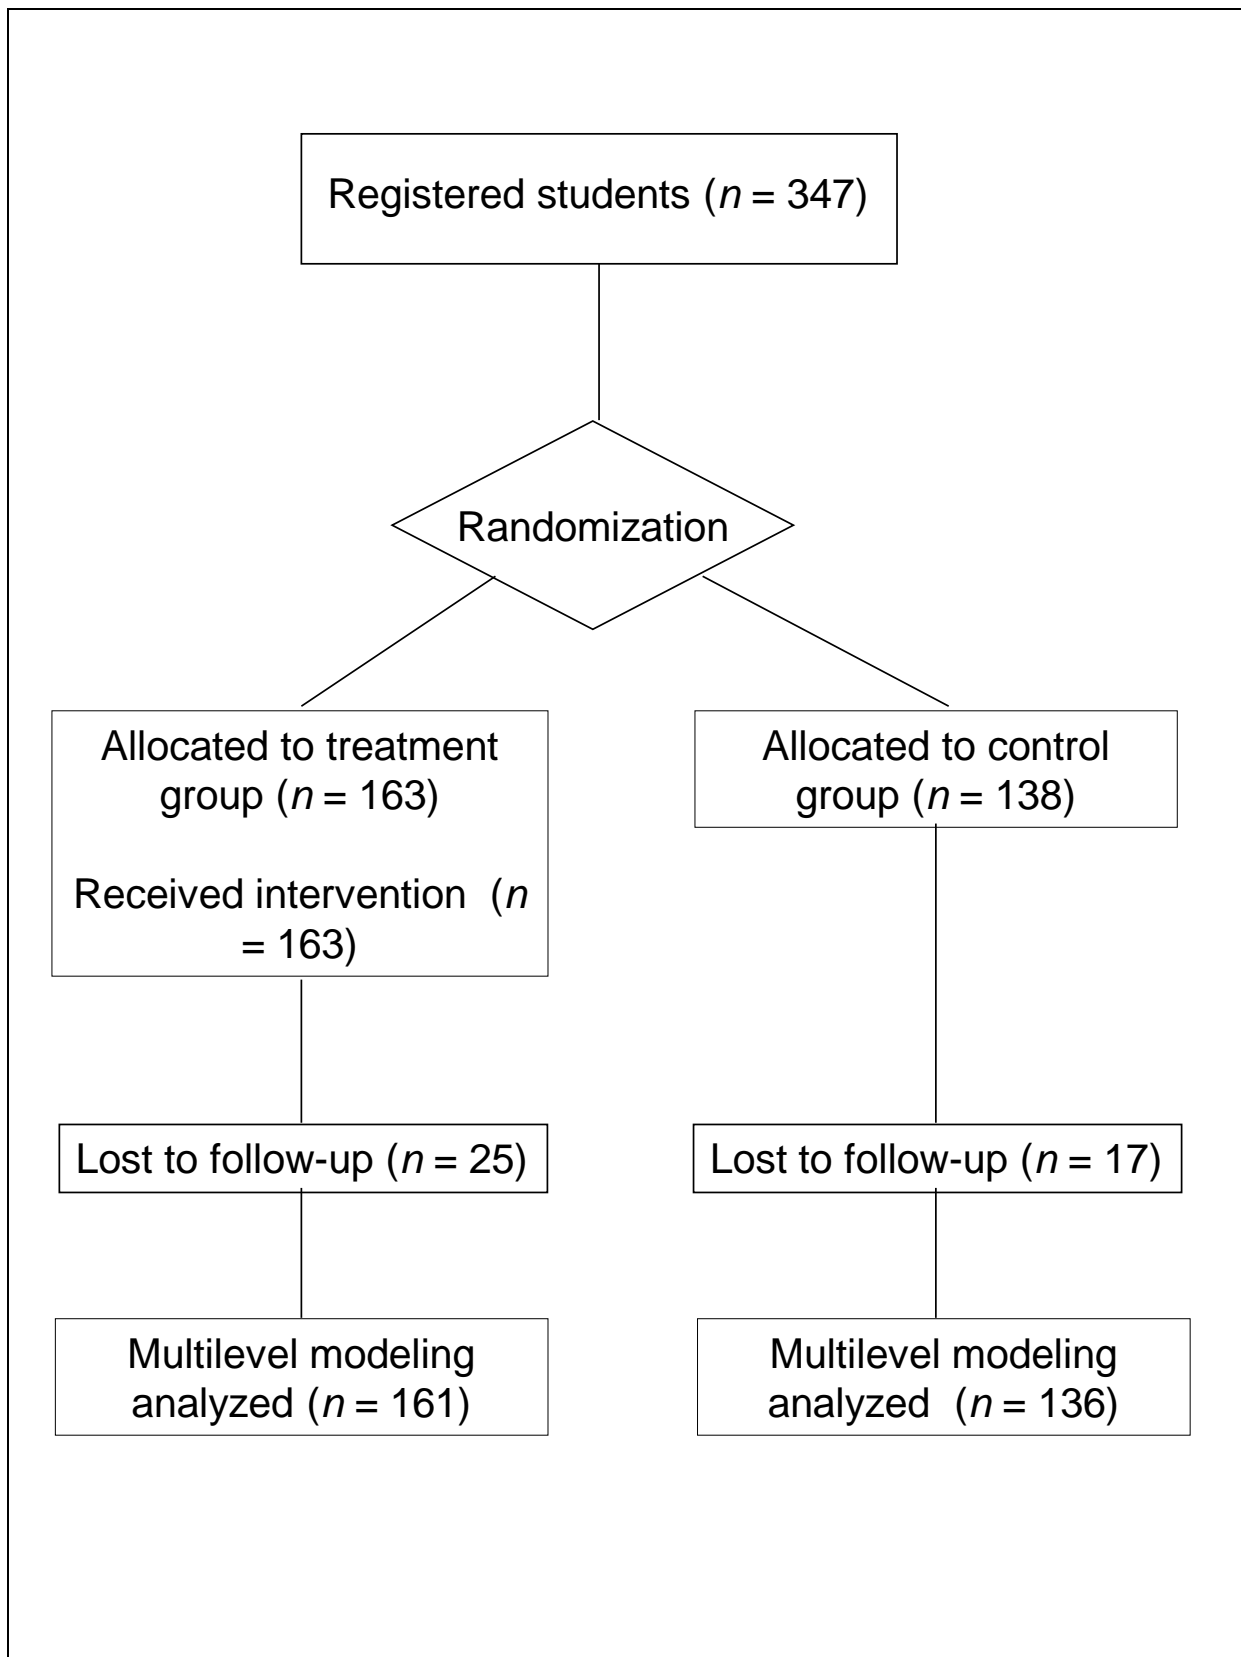 Registered students (n = 347)
Randomization
Allocated to treatment
group (n = 163)
Received intervention  (n
= 163)
Allocated to control
group (n = 138)
Lost to follow-up (n = 25)
Lost to follow-up (n = 17)
Multilevel modeling
analyzed (n = 161)
Multilevel modeling
analyzed  (n = 136)